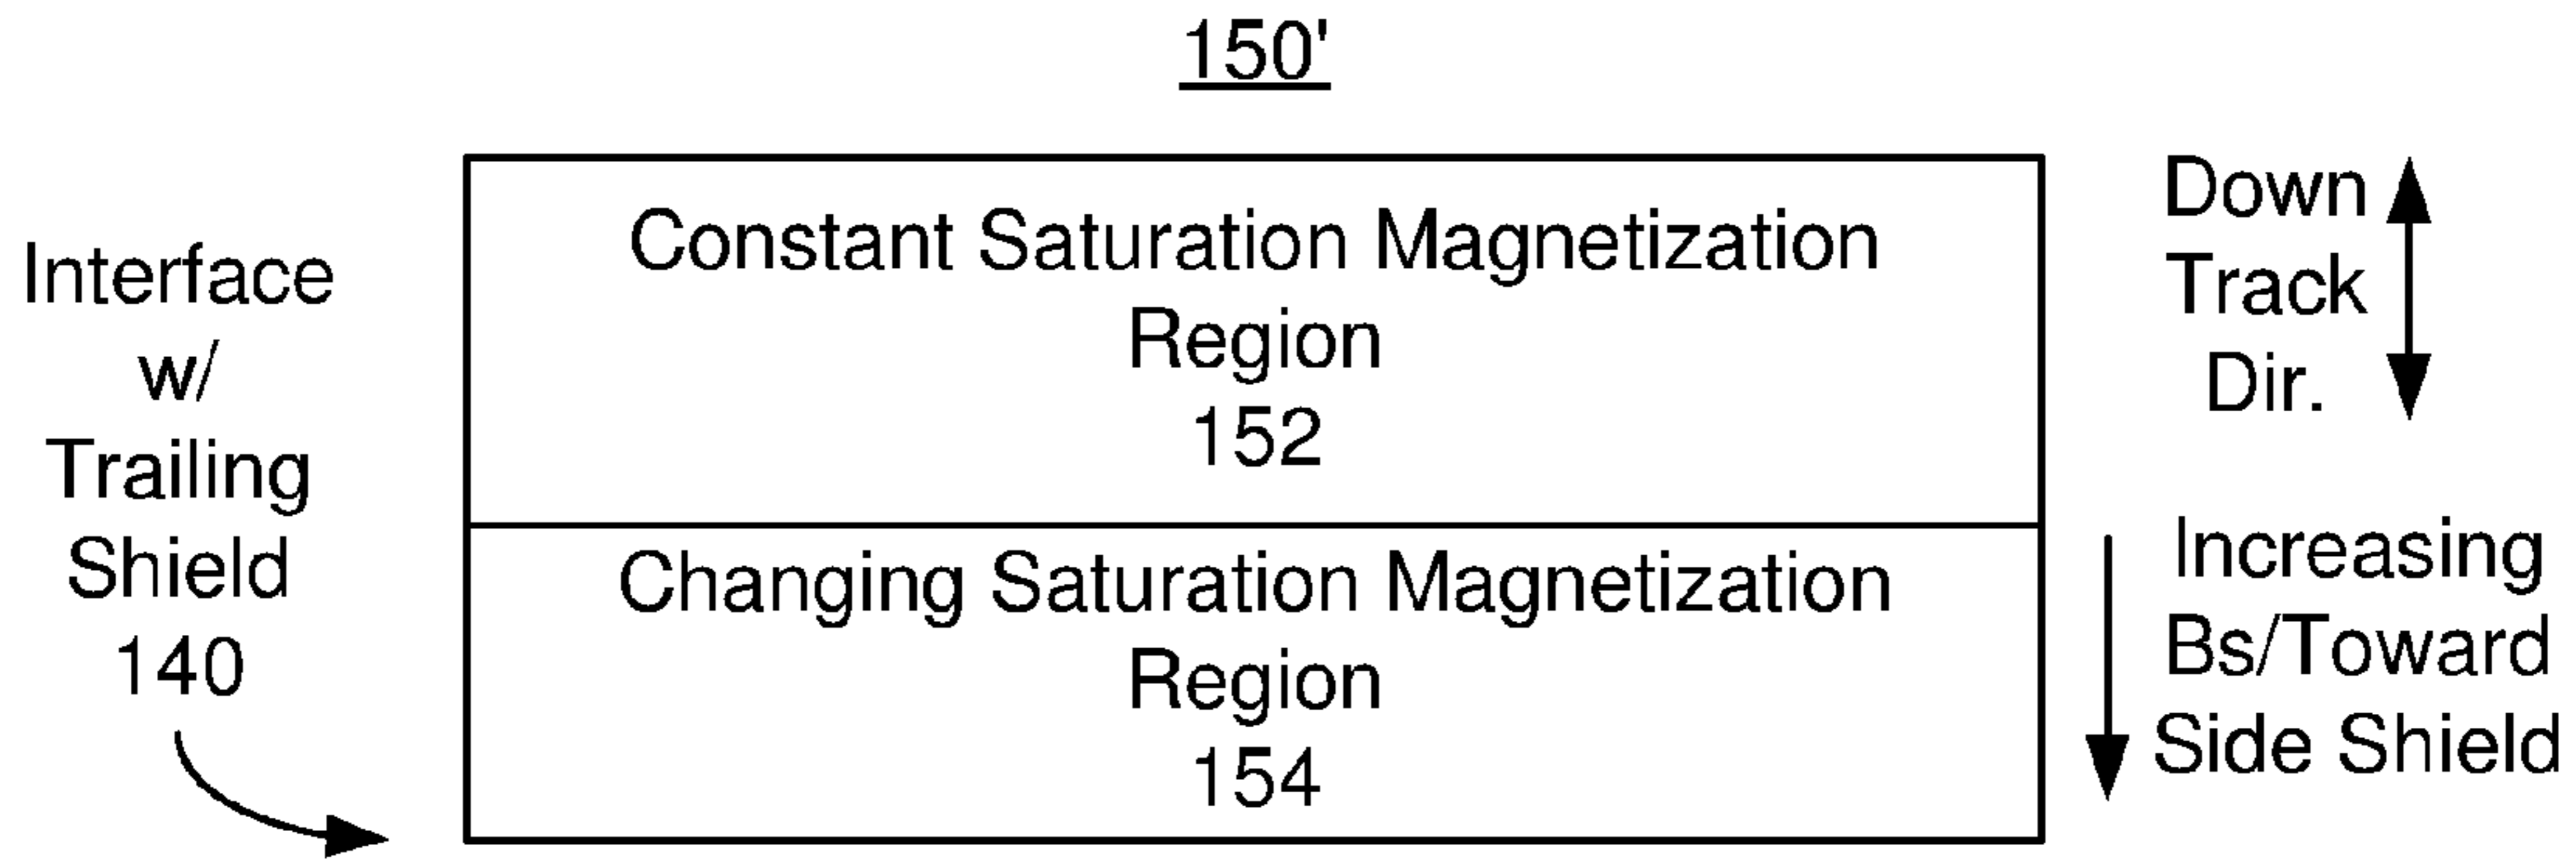 150'
Interface
w/
Trailing
Shield
140
Constant Saturation Magnetization
Region
152
Changing Saturation Magnetization
Region
154
Down
Track
Dir.
Increasing
Bs/Toward
Side Shield